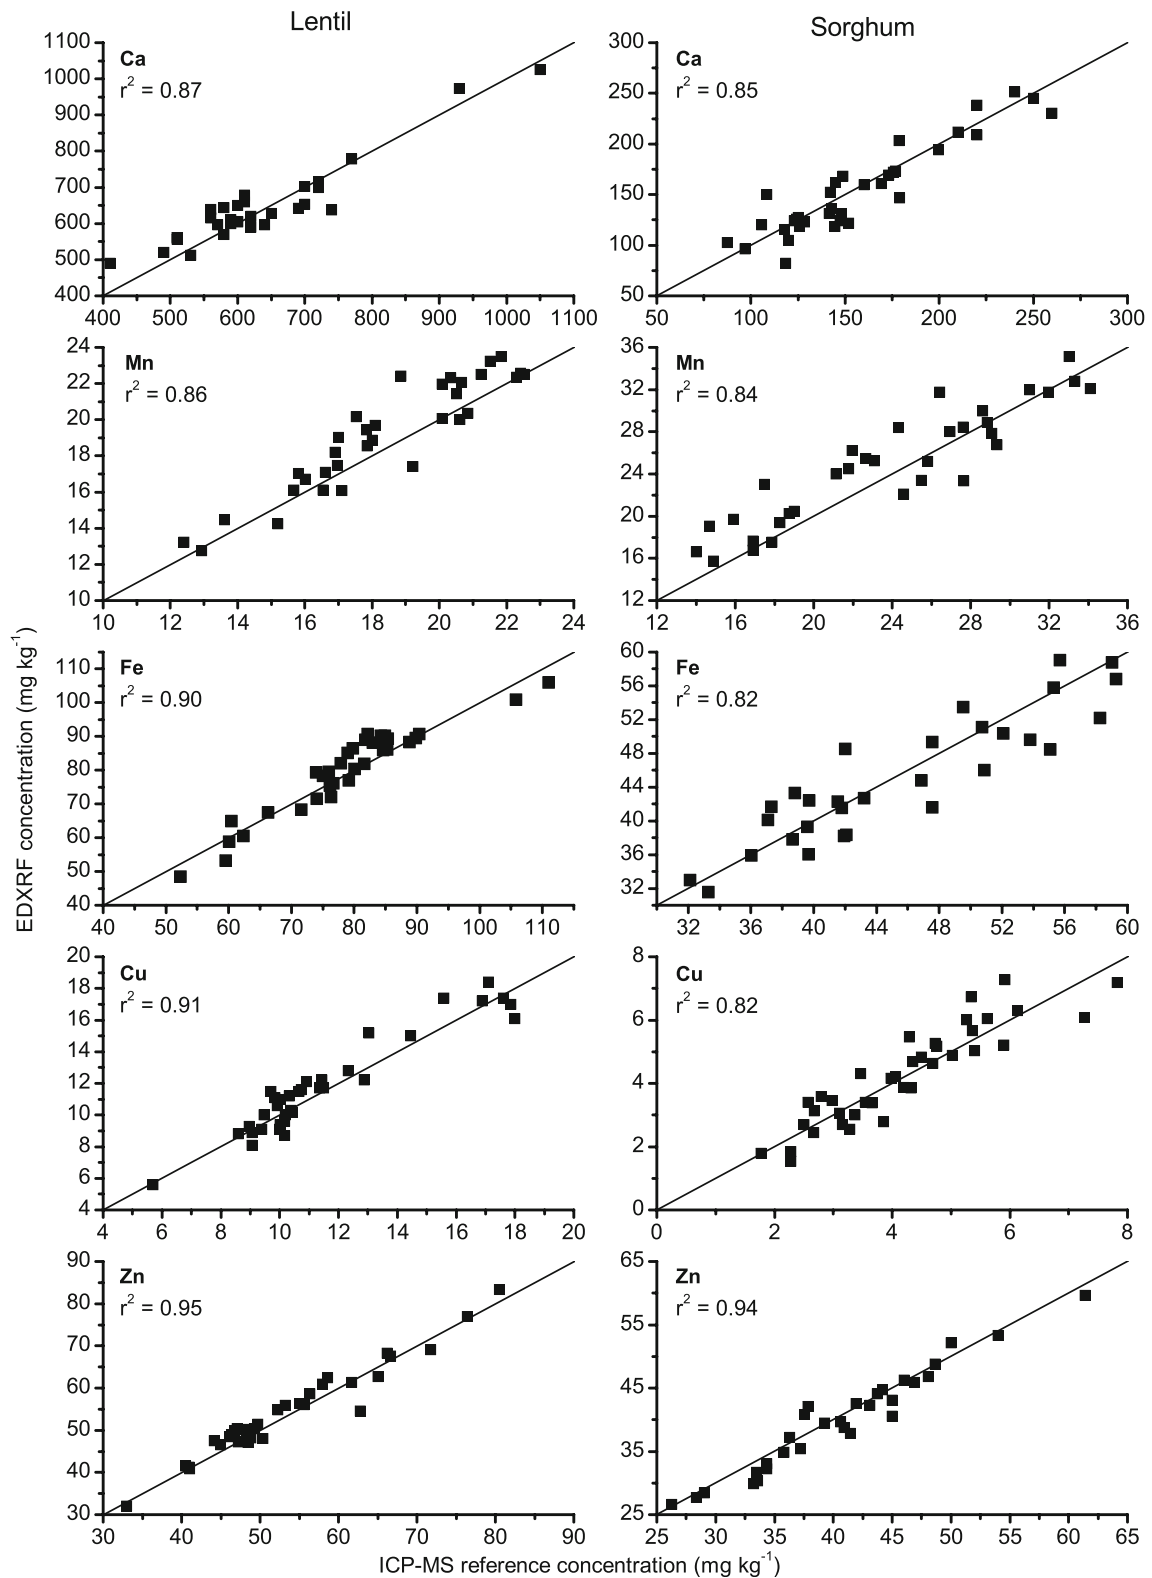 Lentil
Sorghum
Ca
r² = 0.87
1100
1000
900
800
700
600
500
400
400 500 600 700 800 900 1000 1100
Ca
r² = 0.85
300
250
200
150
100
50
50 100 150 200 250 300
Mn
r² = 0.86
24
22
20
18
16
14
12
10
10 12 14 16 18 20 22 24
Mn
r² = 0.84
36
32
28
24
20
16
12
12 16 20 24 28 32 36
Fe
r² = 0.90
110
100
90
80
70
60
50
40
40 50 60 70 80 90 100 110
Fe
r² = 0.82
60
56
52
48
44
40
36
32
32 36 40 44 48 52 56 60
Cu
r² = 0.91
20
18
16
14
12
10
8
6
4
4 6 8 10 12 14 16 18 20
Cu
r² = 0.82
8
6
4
2
0
0 2 4 6 8
Zn
r² = 0.95
90
80
70
60
50
40
30
30 40 50 60 70 80 90
Zn
r² = 0.94
65
55
45
35
25
25 30 35 40 45 50 55 60 65
EDXRF concentration (mg kg⁻¹)
ICP-MS reference concentration (mg kg⁻¹)